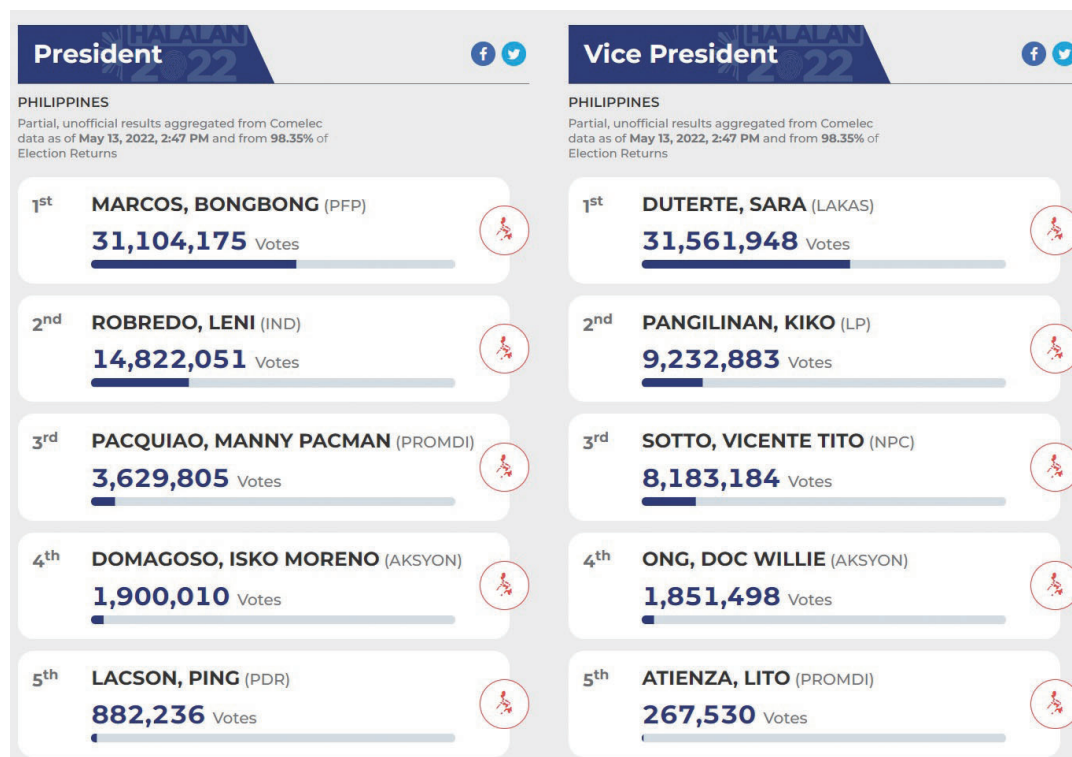 President
HALALAN
2022
PHILIPPINES
Partial, unofficial results aggregated from Comelec
data as of May 13, 2022, 2:47 PM and from 98.35% of
Election Returns
1st MARCOS, BONGBONG (PFP)
31,104,175 Votes
2nd ROBREDO, LENI (IND)
14,822,051 Votes
3rd PACQUIAO, MANNY PACMAN (PROMDI)
3,629,805 Votes
4th DOMAGOSO, ISKO MORENO (AKSYON)
1,900,010 Votes
5th LACSON, PING (PDR)
882,236 Votes
Vice President
HALALAN
2022
PHILIPPINES
Partial, unofficial results aggregated from Comelec
data as of May 13, 2022, 2:47 PM and from 98.35% of
Election Returns
1st DUTERTE, SARA (LAKAS)
31,561,948 Votes
2nd PANGILINAN, KIKO (LP)
9,232,883 Votes
3rd SOTTO, VICENTE TITO (NPC)
8,183,184 Votes
4th ONG, DOC WILLIE (AKSYON)
1,851,498 Votes
5th ATIENZA, LITO (PROMDI)
267,530 Votes